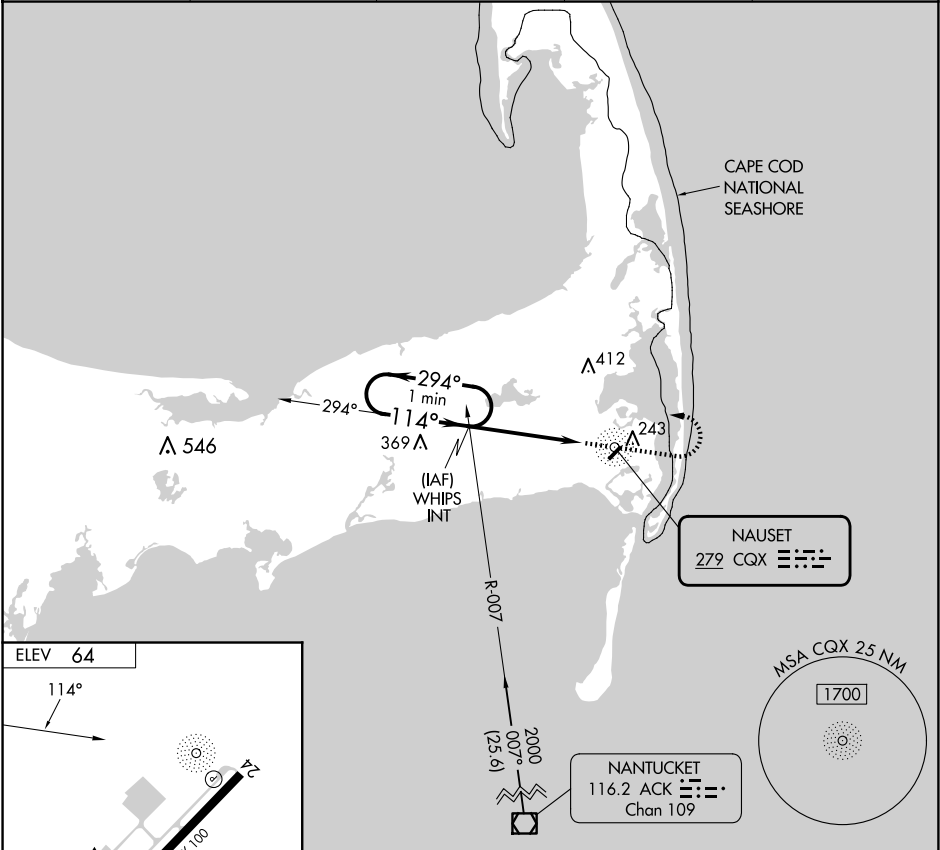 CAPE COD
NATIONAL
SEASHORE
412
294°
1 min
294°
114°
243
546
369
(IAF)
WHIPS
INT
NAUSET
279 CQX
R-007
ELEV 64
114°
MSA CQX 25 NM
1700
2000
007°
(25.6)
24
P
NANTUCKET
116.2 ACK
Chan 109
100